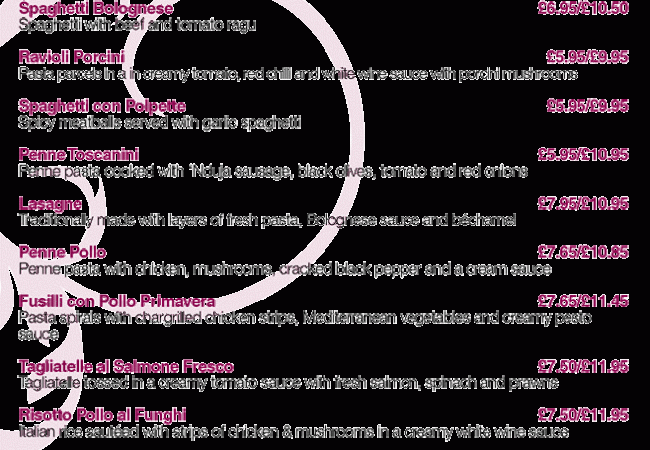 Spaghetti Bolognese £6.95/£10.50
Spaghetti with beef and tomato ragu
Ravioli Porcini £5.95/£9.95
Pasta parcels in a in creamy tomato, red chilli and white wine sauce with porcini mushrooms
Spaghetti con Polpette £5.95/£9.95
Spicy meatballs served with garlic spaghetti
Penne Toscanini £5.95/£10.95
Penne pasta cooked with 'Nduja sausage, black olives, tomato and red onions
Lasagne £7.95/£10.95
Traditionally made with layers of fresh pasta, Bolognese sauce and béchamel
Penne Pollo £7.65/£10.85
Penne pasta with chicken, mushrooms, cracked black pepper and a cream sauce
Fusilli con Pollo Primavera £7.65/£11.45
Pasta spirals with chargrilled chicken strips, Mediterranean vegetables and creamy pesto
sauce
Tagliatelle al Salmone Fresco £7.50/£11.95
Tagliatelle tossed in a creamy tomato sauce with fresh salmon, spinach and prawns
Risotto Pollo al Funghi £7.50/£11.95
Italian rice sautéed with strips of chicken & mushrooms in a creamy white wine sauce